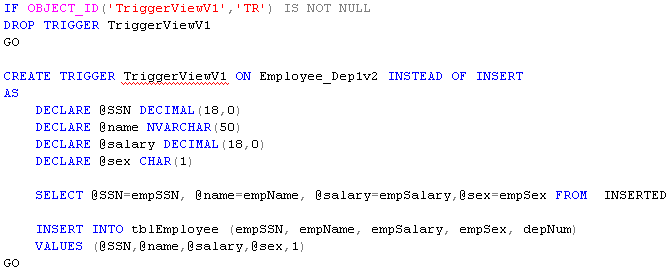 IF OBJECT_ID('TriggerViewV1','TR') IS NOT NULL
DROP TRIGGER TriggerViewV1
GO
CREATE TRIGGER TriggerViewV1 ON Employee_Dep1v2 INSTEAD OF INSERT
AS
DECLARE @SSN DECIMAL(18,0)
DECLARE @name NVARCHAR(50)
DECLARE @salary DECIMAL(18,0)
DECLARE @sex CHAR(1)
SELECT @SSN=empSSN, @name=empName, @salary=empSalary,@sex=empSex FROM  INSERTED
INSERT INTO tblEmployee (empSSN, empName, empSalary, empSex, depNum)
VALUES (@SSN,@name,@salary,@sex,1)
GO